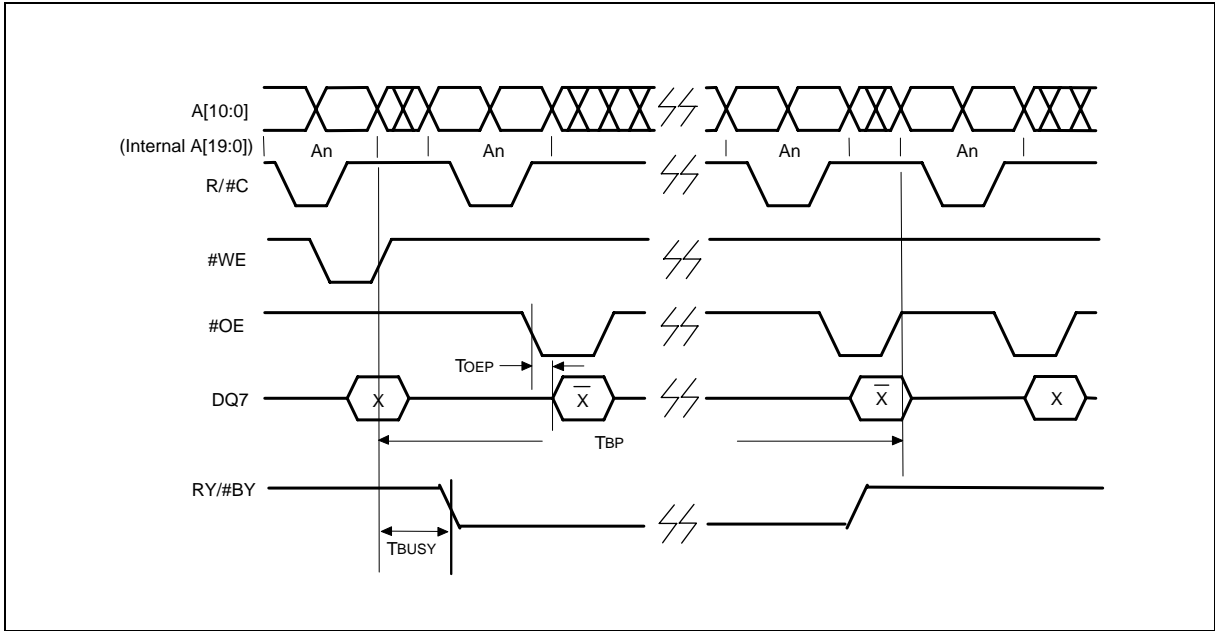 A[10:0]
(Internal A[19:0])
An An An An
R/#C
#WE
#OE
TOEP
DQ7
X X̅ X̅ X
TBP
RY/#BY
TBUSY